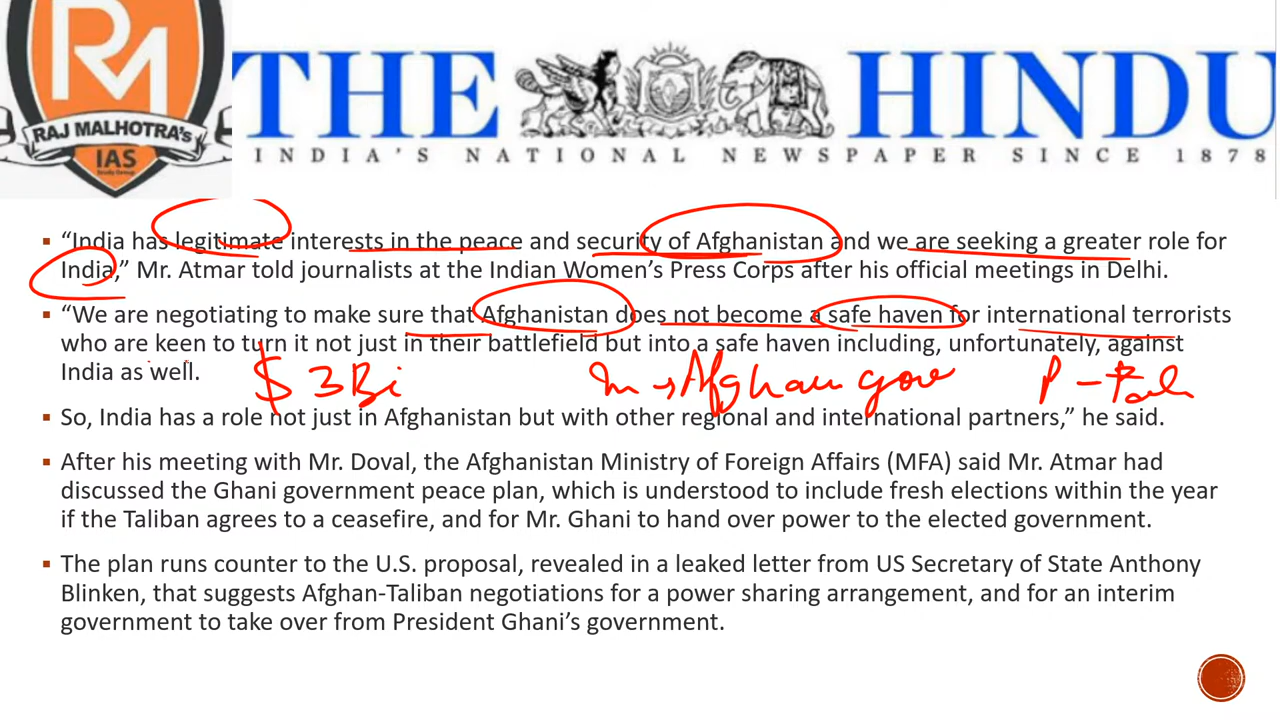 RM
THE HINDU
RAJ MALHOTRA's
IAS
Study Group
INDIA'S NATIONAL NEWSPAPER SINCE 1878
▪ “India has legitimate interests in the peace and security of Afghanistan and we are seeking a greater role for
India,” Mr. Atmar told journalists at the Indian Women’s Press Corps after his official meetings in Delhi.
▪ “We are negotiating to make sure that Afghanistan does not become a safe haven for international terrorists
who are keen to turn it not just in their battlefield but into a safe haven including, unfortunately, against
India as well.
$ 3Bi
→ Afghan gov
P -
▪ So, India has a role not just in Afghanistan but with other regional and international partners,” he said.
▪ After his meeting with Mr. Doval, the Afghanistan Ministry of Foreign Affairs (MFA) said Mr. Atmar had
discussed the Ghani government peace plan, which is understood to include fresh elections within the year
if the Taliban agrees to a ceasefire, and for Mr. Ghani to hand over power to the elected government.
▪ The plan runs counter to the U.S. proposal, revealed in a leaked letter from US Secretary of State Anthony
Blinken, that suggests Afghan-Taliban negotiations for a power sharing arrangement, and for an interim
government to take over from President Ghani’s government.